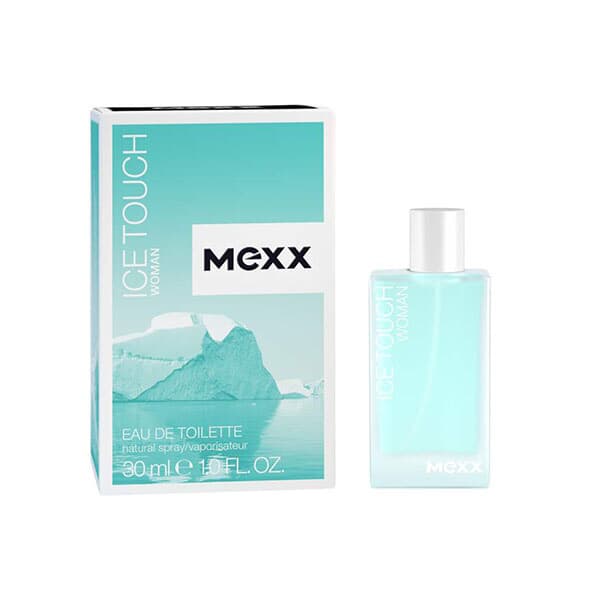 ICE TOUCH
WOMAN
mexx
EAU DE TOILETTE
natural spray/vaporisateur
30 ml e 1.0 FL. OZ.
ICE TOUCH
WOMAN
mexx